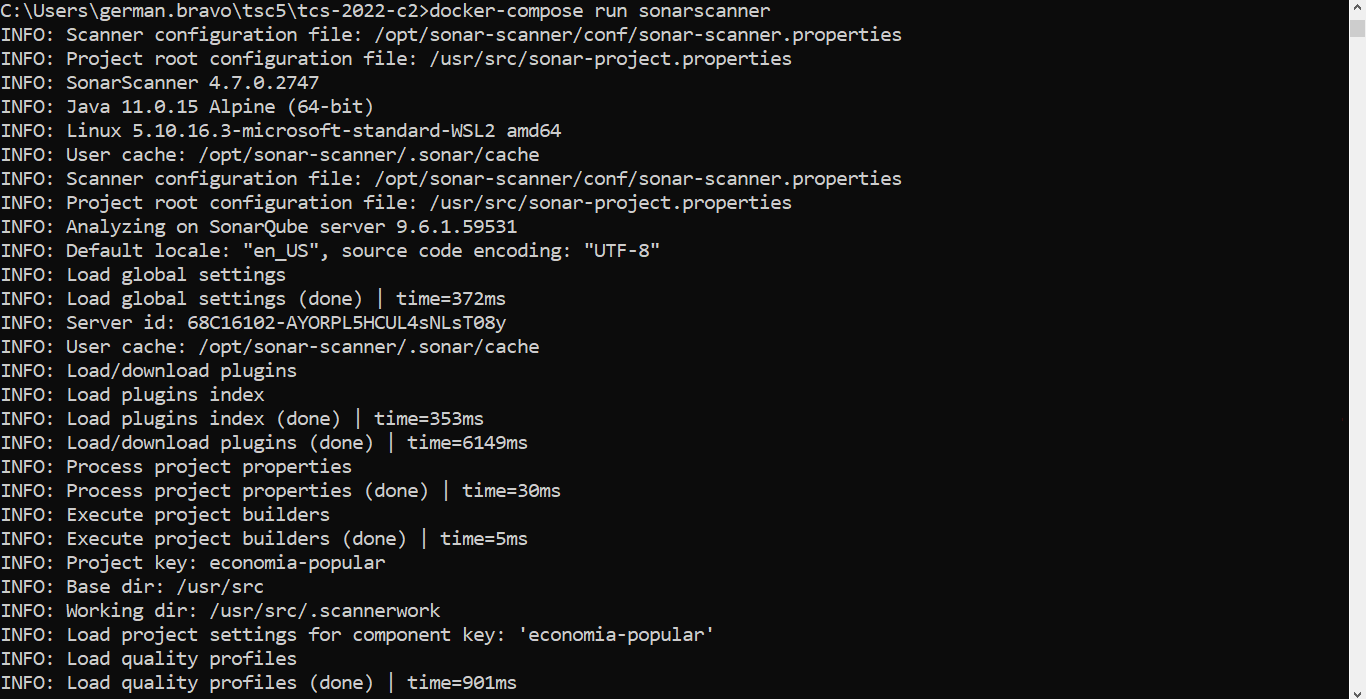 C:\Users\german.bravo\tsc5\tcs-2022-c2>docker-compose run sonarscanner
INFO: Scanner configuration file: /opt/sonar-scanner/conf/sonar-scanner.properties
INFO: Project root configuration file: /usr/src/sonar-project.properties
INFO: SonarScanner 4.7.0.2747
INFO: Java 11.0.15 Alpine (64-bit)
INFO: Linux 5.10.16.3-microsoft-standard-WSL2 amd64
INFO: User cache: /opt/sonar-scanner/.sonar/cache
INFO: Scanner configuration file: /opt/sonar-scanner/conf/sonar-scanner.properties
INFO: Project root configuration file: /usr/src/sonar-project.properties
INFO: Analyzing on SonarQube server 9.6.1.59531
INFO: Default locale: "en_US", source code encoding: "UTF-8"
INFO: Load global settings
INFO: Load global settings (done) | time=372ms
INFO: Server id: 68C16102-AYORPL5HCUL4sNLsT08y
INFO: User cache: /opt/sonar-scanner/.sonar/cache
INFO: Load/download plugins
INFO: Load plugins index
INFO: Load plugins index (done) | time=353ms
INFO: Load/download plugins (done) | time=6149ms
INFO: Process project properties
INFO: Process project properties (done) | time=30ms
INFO: Execute project builders
INFO: Execute project builders (done) | time=5ms
INFO: Project key: economia-popular
INFO: Base dir: /usr/src
INFO: Working dir: /usr/src/.scannerwork
INFO: Load project settings for component key: 'economia-popular'
INFO: Load quality profiles
INFO: Load quality profiles (done) | time=901ms